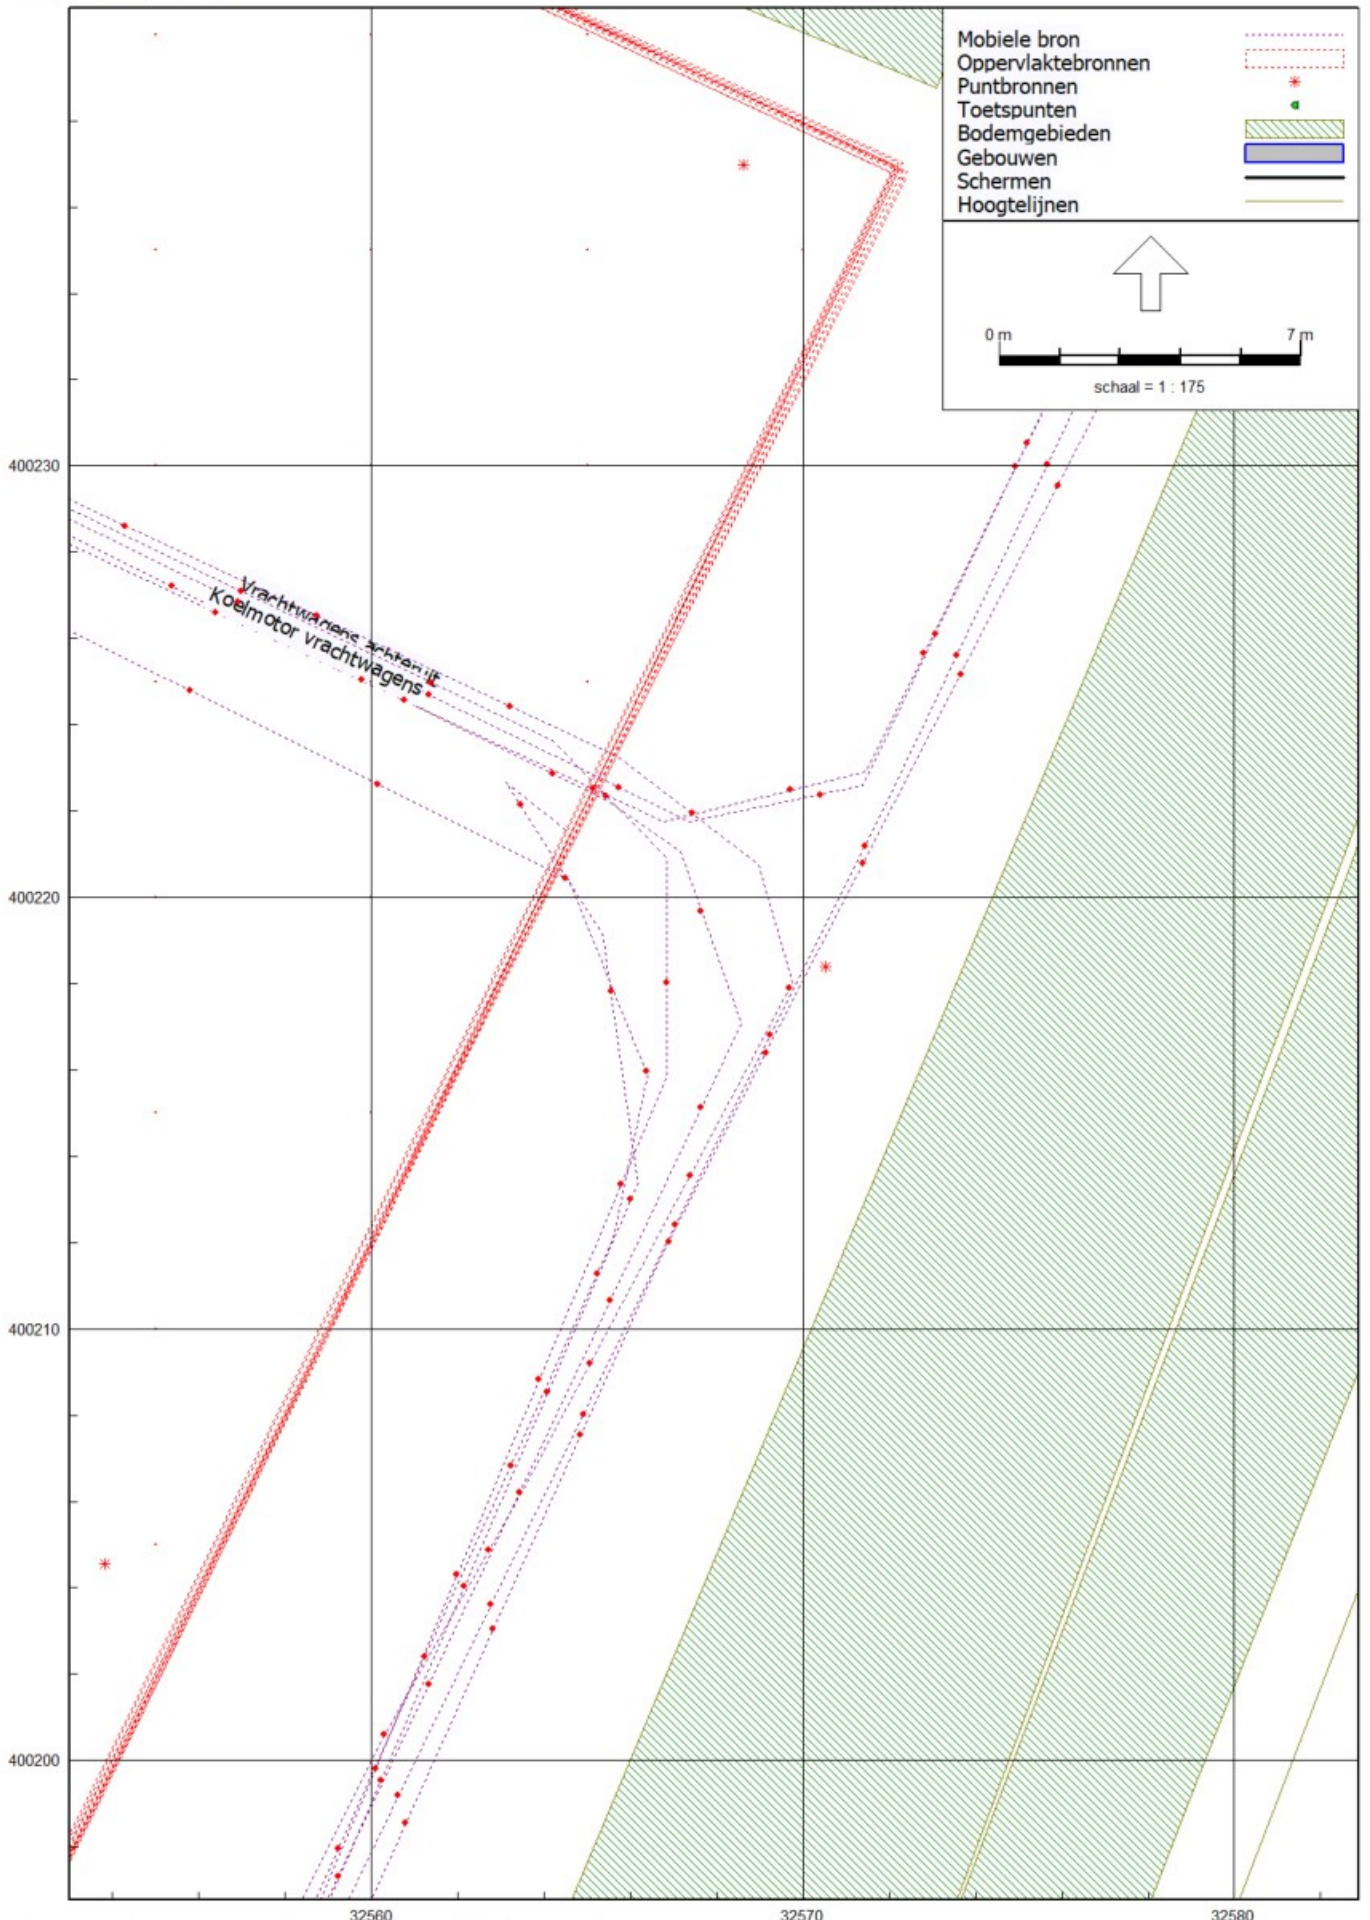 Mobiele bron
Oppervlaktebronnen
Puntbronnen
Toetspunten
Bodemgebieden
Gebouwen
Schermen
Hoogtelijnen
0 m 7 m
schaal = 1 : 175
400230
Vrachtwagens achteruit
Koelmotor vrachtwagens
400220
400210
400200
32560 32570 32580